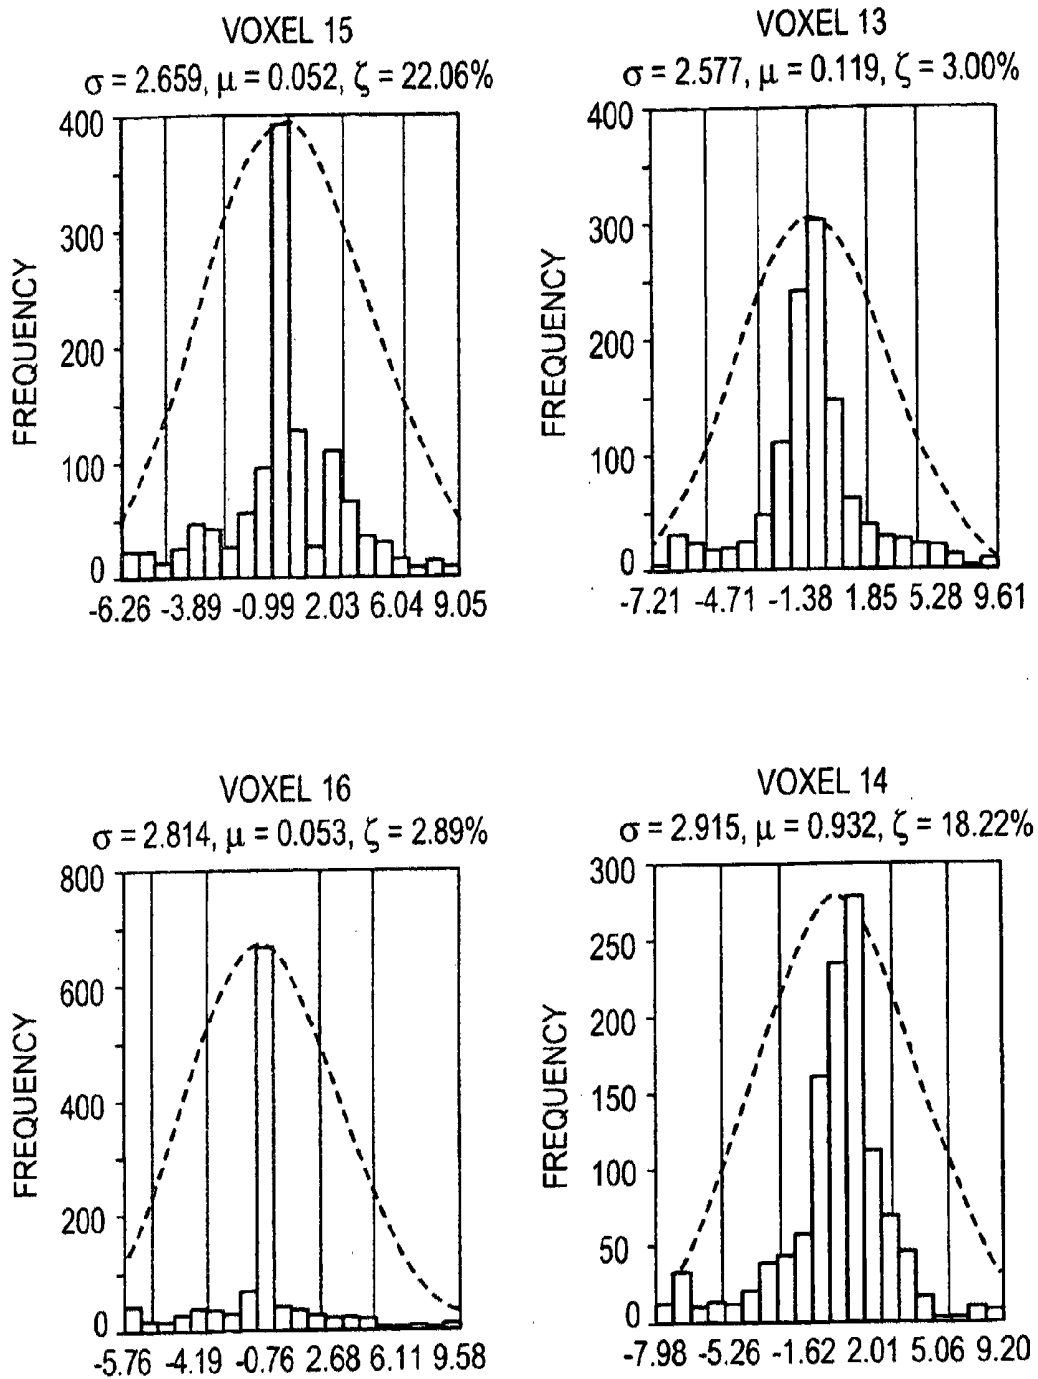 VOXEL 15
σ = 2.659, μ = 0.052, ζ = 22.06%
400
300
200
100
0
FREQUENCY
-6.26 -3.89 -0.99 2.03 6.04 9.05
VOXEL 13
σ = 2.577, μ = 0.119, ζ = 3.00%
400
300
200
100
0
FREQUENCY
-7.21 -4.71 -1.38 1.85 5.28 9.61
VOXEL 16
σ = 2.814, μ = 0.053, ζ = 2.89%
800
600
400
200
0
FREQUENCY
-5.76 -4.19 -0.76 2.68 6.11 9.58
VOXEL 14
σ = 2.915, μ = 0.932, ζ = 18.22%
300
250
200
150
100
50
0
FREQUENCY
-7.98 -5.26 -1.62 2.01 5.06 9.20